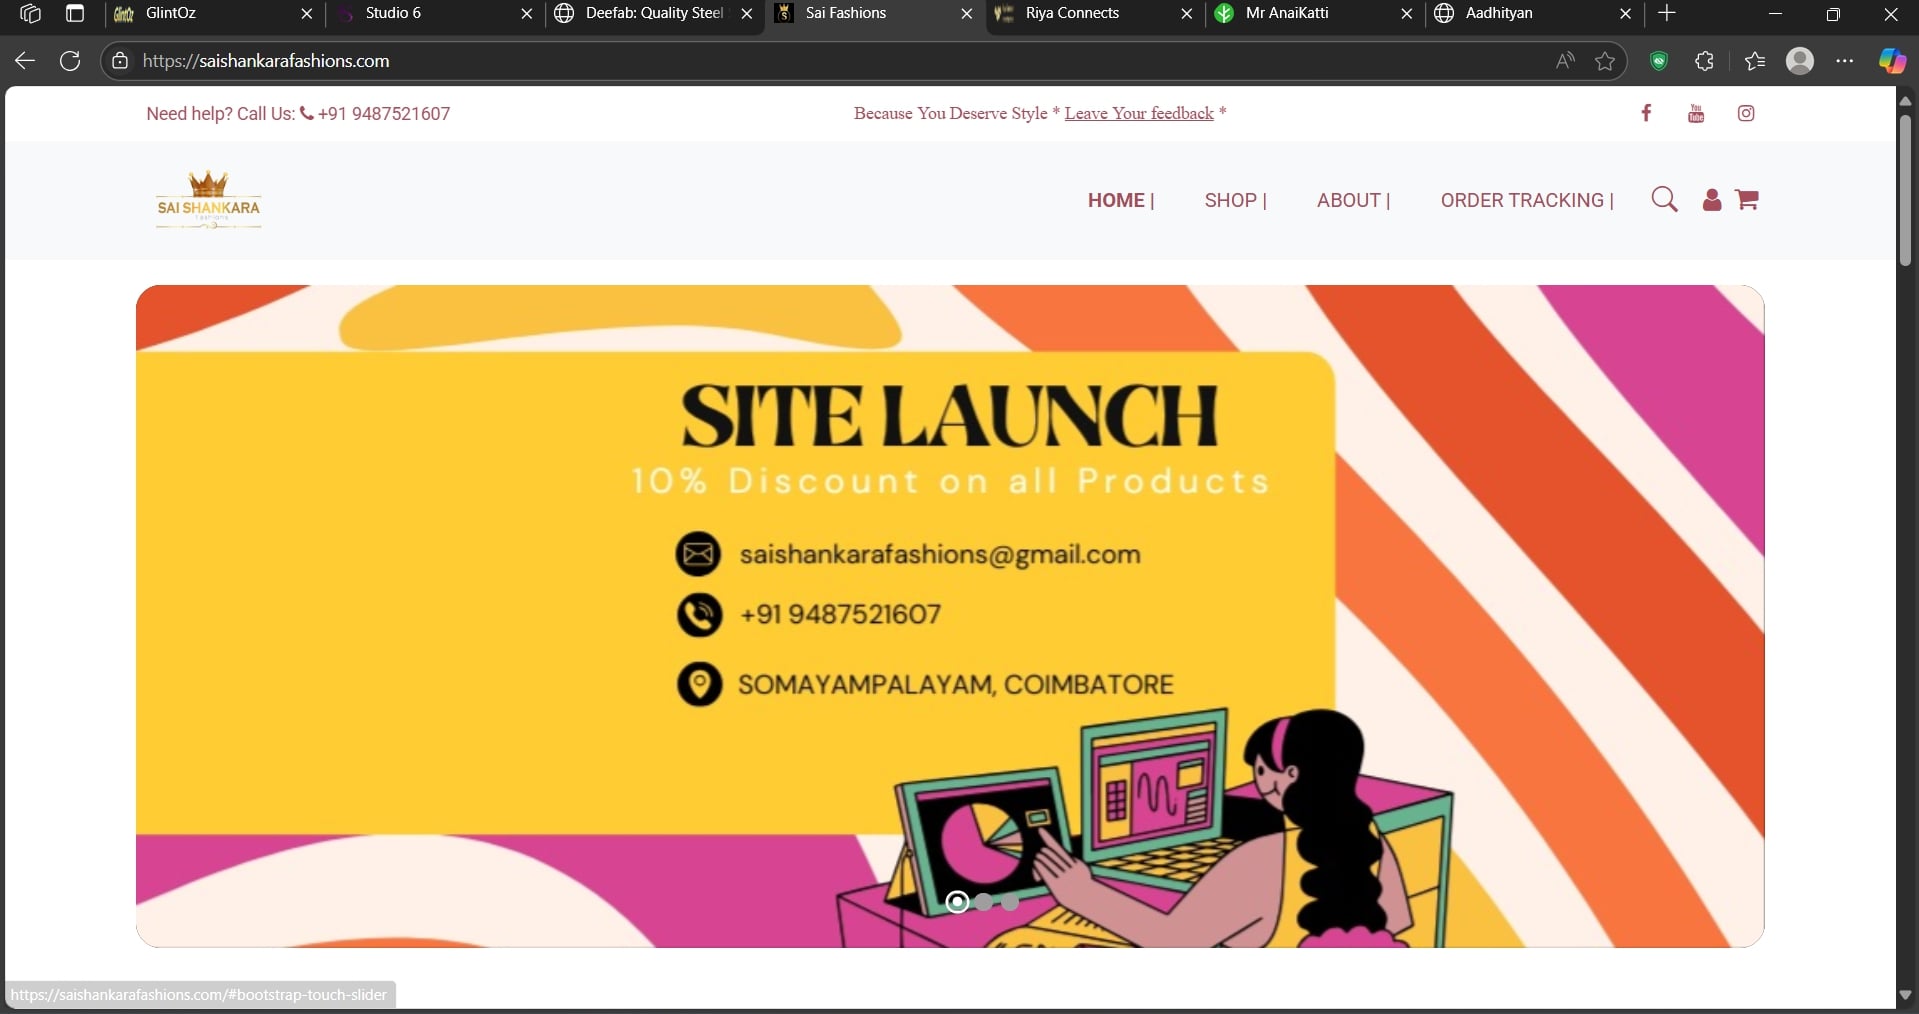 GlintOz
Studio 6
Deefab: Quality Steel
Sai Fashions
Riya Connects
Mr AnaiKatti
Aadhityan
https://saishankarafashions.com
Need help? Call Us: +91 9487521607
Because You Deserve Style * Leave Your feedback *
SAI SHANKARA
fashions
HOME |
SHOP |
ABOUT |
ORDER TRACKING |
SITE LAUNCH
10% Discount on all Products
saishankarafashions@gmail.com
+91 9487521607
SOMAYAMPALAYAM, COIMBATORE
https://saishankarafashions.com/#bootstrap-touch-slider